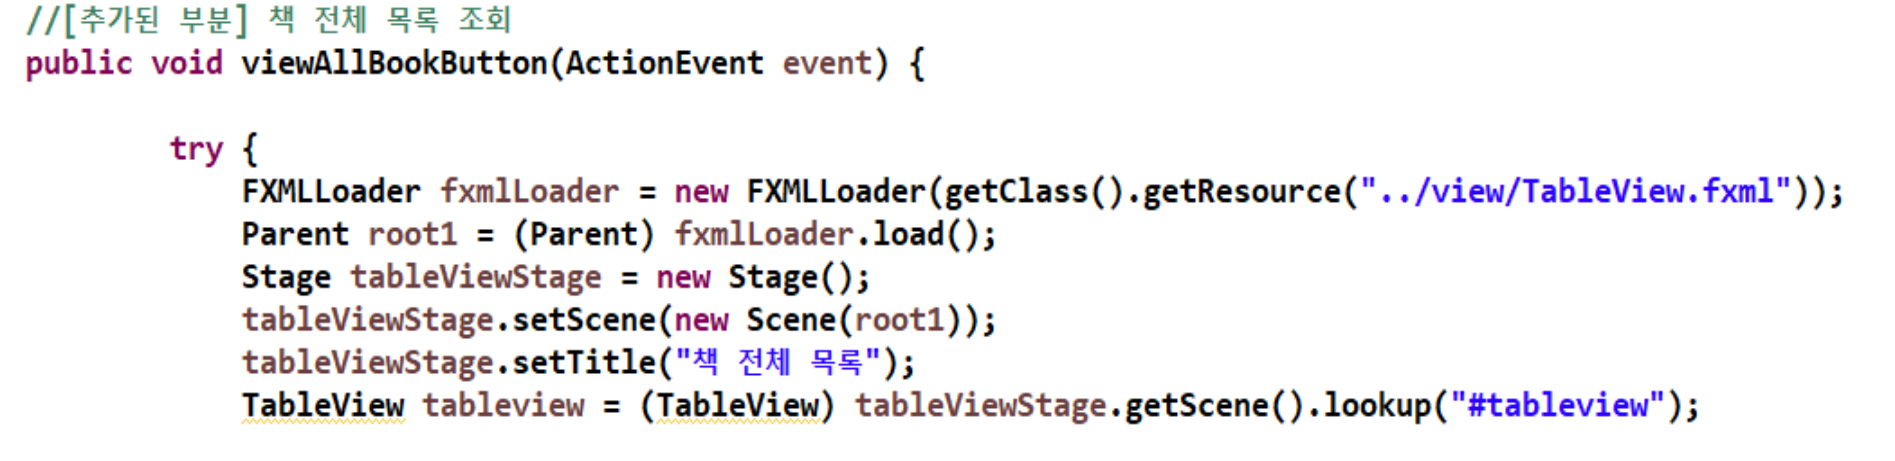 //[추가된 부분] 책 전체 목록 조회
public void viewAllBookButton(ActionEvent event) {
try {
FXMLLoader fxmlLoader = new FXMLLoader(getClass().getResource("../view/TableView.fxml"));
Parent root1 = (Parent) fxmlLoader.load();
Stage tableViewStage = new Stage();
tableViewStage.setScene(new Scene(root1));
tableViewStage.setTitle("책 전체 목록");
TableView tableview = (TableView) tableViewStage.getScene().lookup("#tableview");